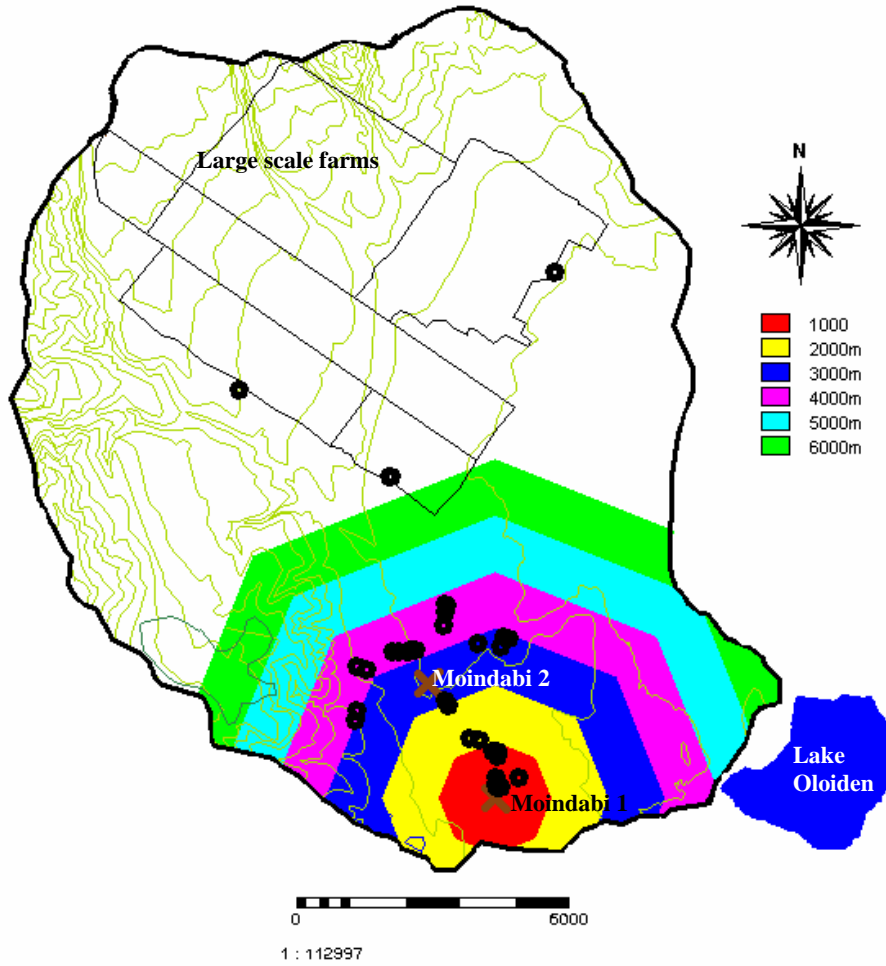 Large scale farms
N
1000
2000m
3000m
4000m
5000m
6000m
Moindabi 2
Lake
Oloiden
Moindabi 1
0
6000
1 : 112997